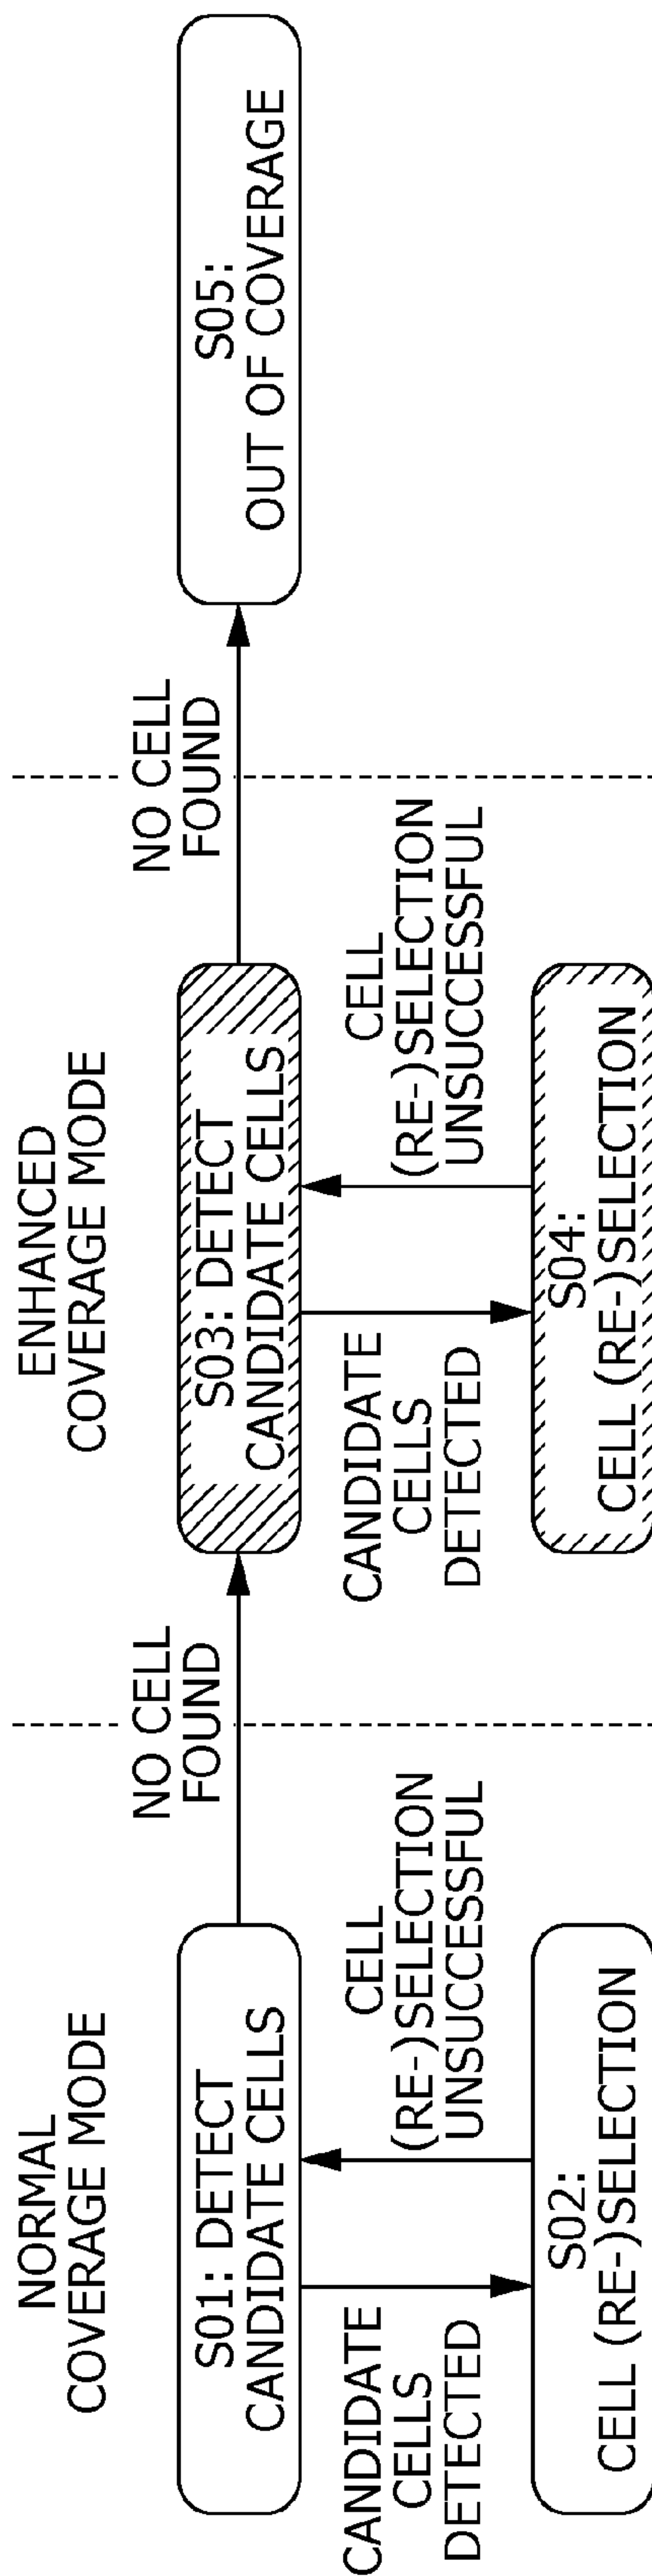 NORMAL
COVERAGE MODE
S01: DETECT
CANDIDATE CELLS
CANDIDATE
CELLS
DETECTED
CELL
(RE-)SELECTION
UNSUCCESSFUL
S02:
CELL (RE-)SELECTION
NO CELL
FOUND
ENHANCED
COVERAGE MODE
S03: DETECT
CANDIDATE CELLS
CANDIDATE
CELLS
DETECTED
CELL
(RE-)SELECTION
UNSUCCESSFUL
S04:
CELL (RE-)SELECTION
NO CELL
FOUND
S05:
OUT OF COVERAGE